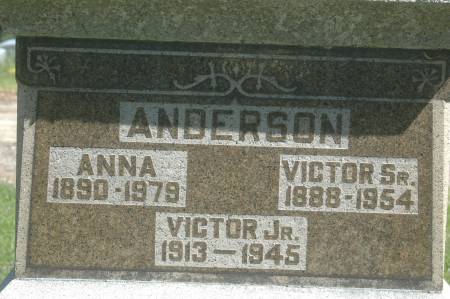 ANDERSON
ANNA
1890-1979
VICTOR SR.
1888-1954
VICTOR JR.
1913-1945